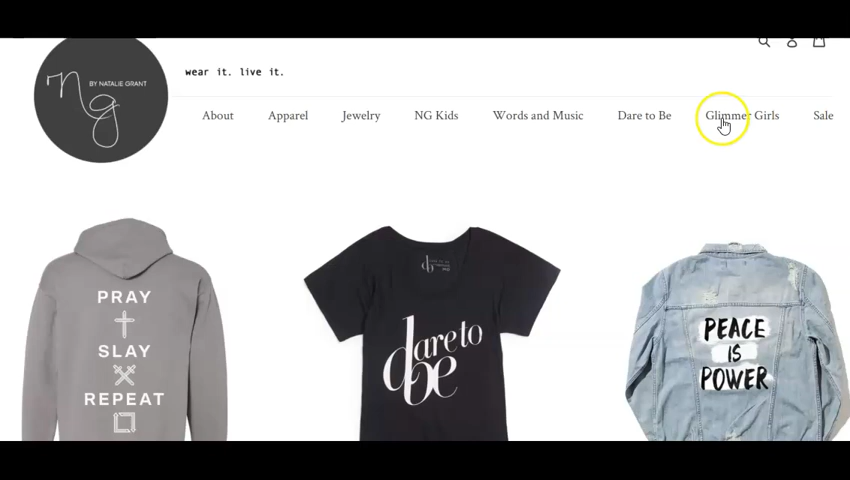 ng
BY NATALIE GRANT
wear it. live it.
About Apparel Jewelry NG Kids Words and Music Dare to Be Glimmer Girls Sale
PRAY
SLAY
REPEAT
dare to
be
PEACE
IS
POWER